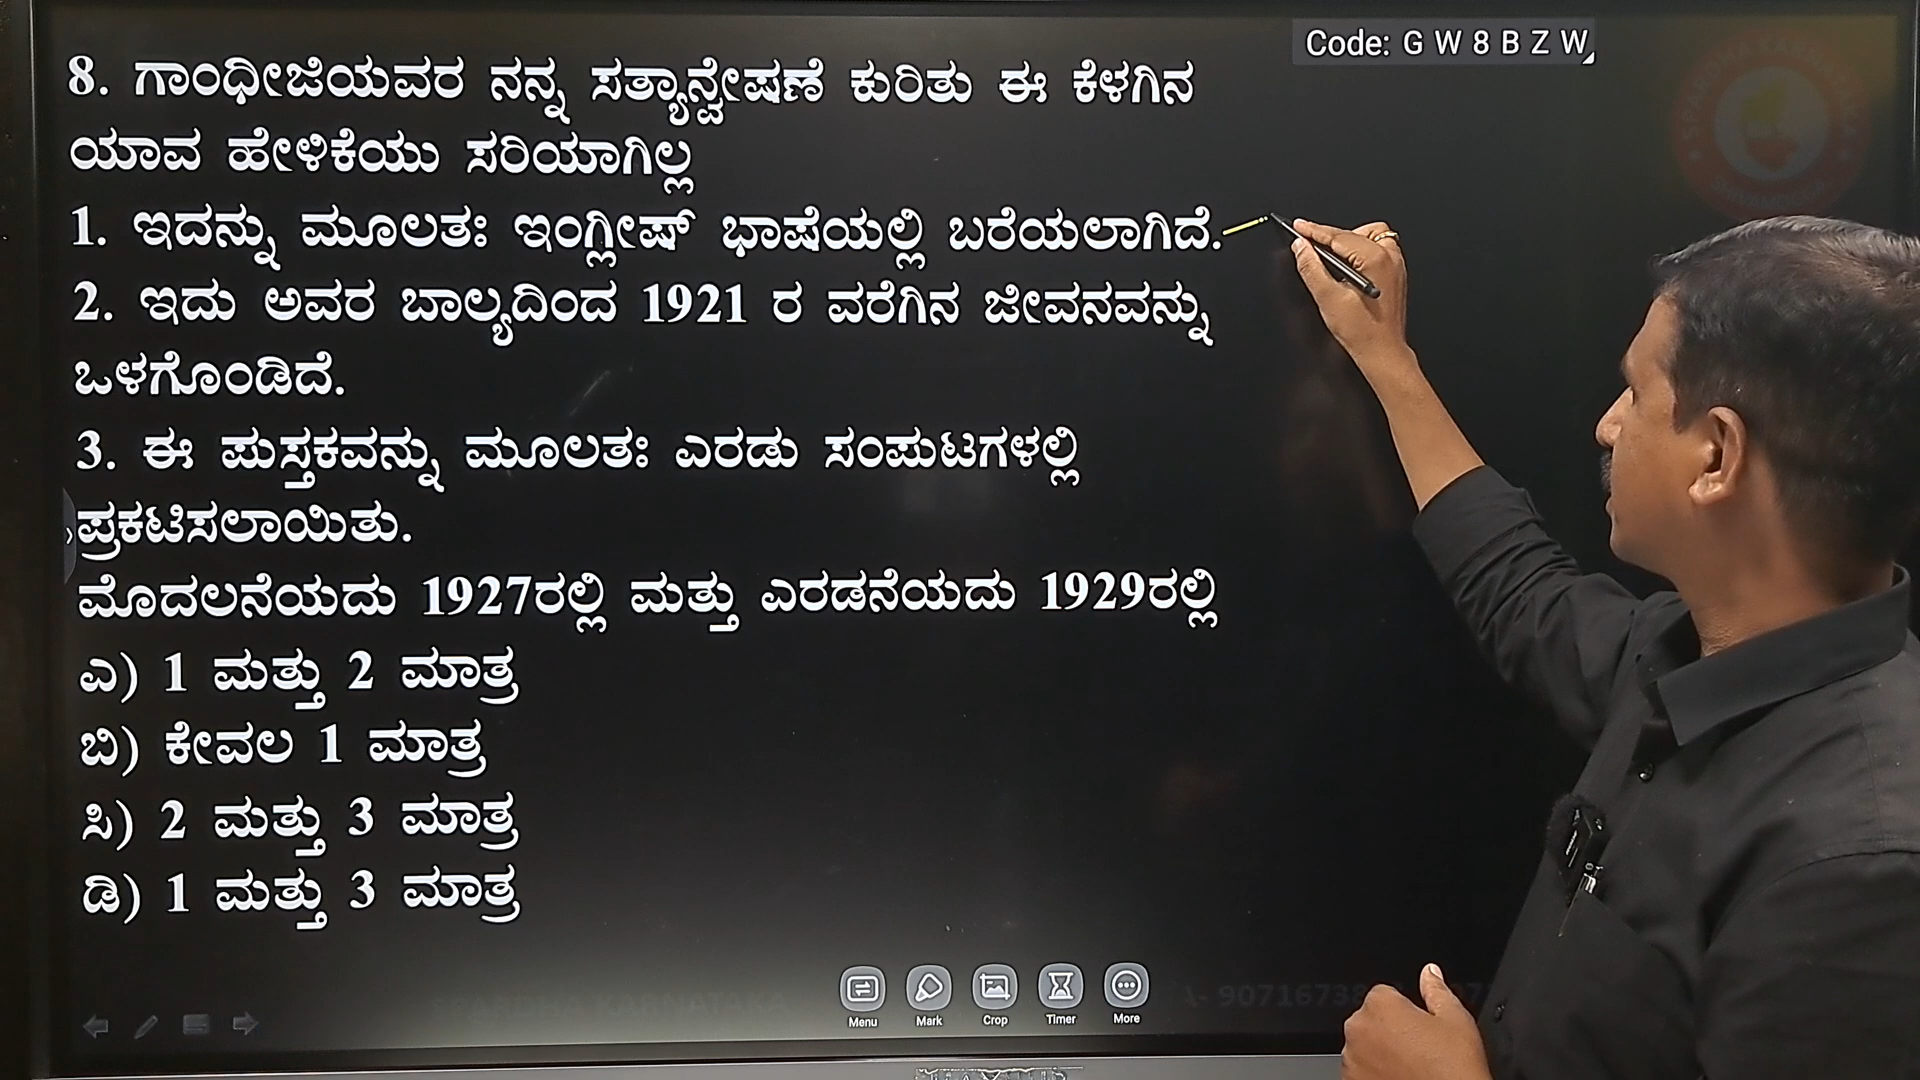 Code: G W 8 B Z W
8. ಗಾಂಧೀಜಿಯವರ ನನ್ನ ಸತ್ಯಾನ್ವೇಷಣೆ ಕುರಿತು ಈ ಕೆಳಗಿನ
ಯಾವ ಹೇಳಿಕೆಯು ಸರಿಯಾಗಿಲ್ಲ
1. ಇದನ್ನು ಮೂಲತಃ ಇಂಗ್ಲೀಷ್ ಭಾಷೆಯಲ್ಲಿ ಬರೆಯಲಾಗಿದೆ.
2. ಇದು ಅವರ ಬಾಲ್ಯದಿಂದ 1921 ರ ವರೆಗಿನ ಜೀವನವನ್ನು
ಒಳಗೊಂಡಿದೆ.
3. ಈ ಪುಸ್ತಕವನ್ನು ಮೂಲತಃ ಎರಡು ಸಂಪುಟಗಳಲ್ಲಿ
ಪ್ರಕಟಿಸಲಾಯಿತು.
ಮೊದಲನೆಯದು 1927ರಲ್ಲಿ ಮತ್ತು ಎರಡನೆಯದು 1929ರಲ್ಲಿ
ಎ) 1 ಮತ್ತು 2 ಮಾತ್ರ
ಬಿ) ಕೇವಲ 1 ಮಾತ್ರ
ಸಿ) 2 ಮತ್ತು 3 ಮಾತ್ರ
ಡಿ) 1 ಮತ್ತು 3 ಮಾತ್ರ
Menu Mark Crop Timer More